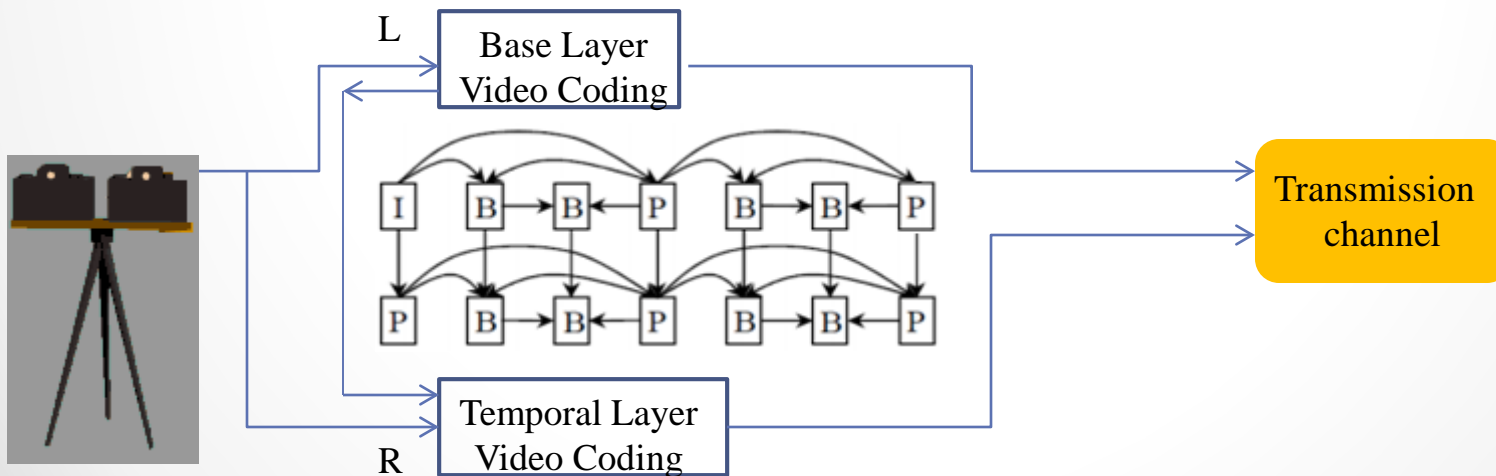 L
Base Layer
Video Coding
I B B P B B P
P B B P B B P
Transmission
channel
Temporal Layer
Video Coding
R